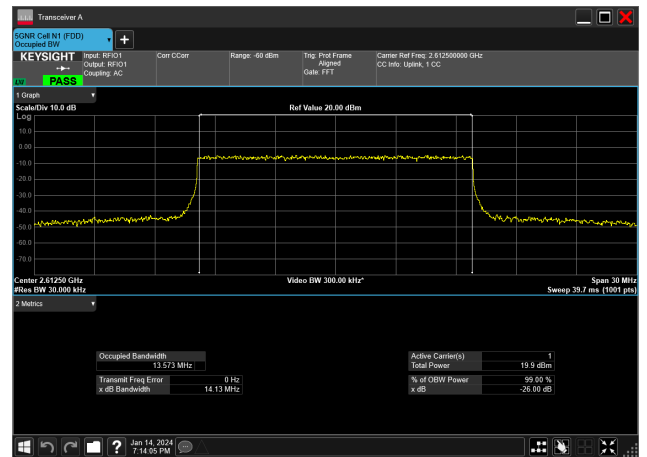 Transceiver A
5GNR Cell N1 (FDD)
Occupied BW
KEYSIGHT
LW PASS
Input: RFIO1
Output: RFIO1
Coupling: AC
Corr CCorr
Range: -60 dBm
Trig: Prot Frame
Aligned
Gate: FFT
Carrier Ref Freq: 2.612500000 GHz
CC Info: Uplink, 1 CC
1 Graph
Scale/Div 10.0 dB
Ref Value 20.00 dBm
Log
10.0
0.00
-10.0
-20.0
-30.0
-40.0
-50.0
-60.0
-70.0
Center 2.61250 GHz
#Res BW 30.000 kHz
Video BW 300.00 kHz*
Span 30 MHz
Sweep 39.7 ms (1001 pts)
2 Metrics
Occupied Bandwidth
13.573 MHz
Active Carrier(s) 1
Total Power 19.9 dBm
Transmit Freq Error 0 Hz
x dB Bandwidth 14.13 MHz
% of OBW Power 99.00 %
x dB -26.00 dB
Jan 14, 2024
7:14:05 PM